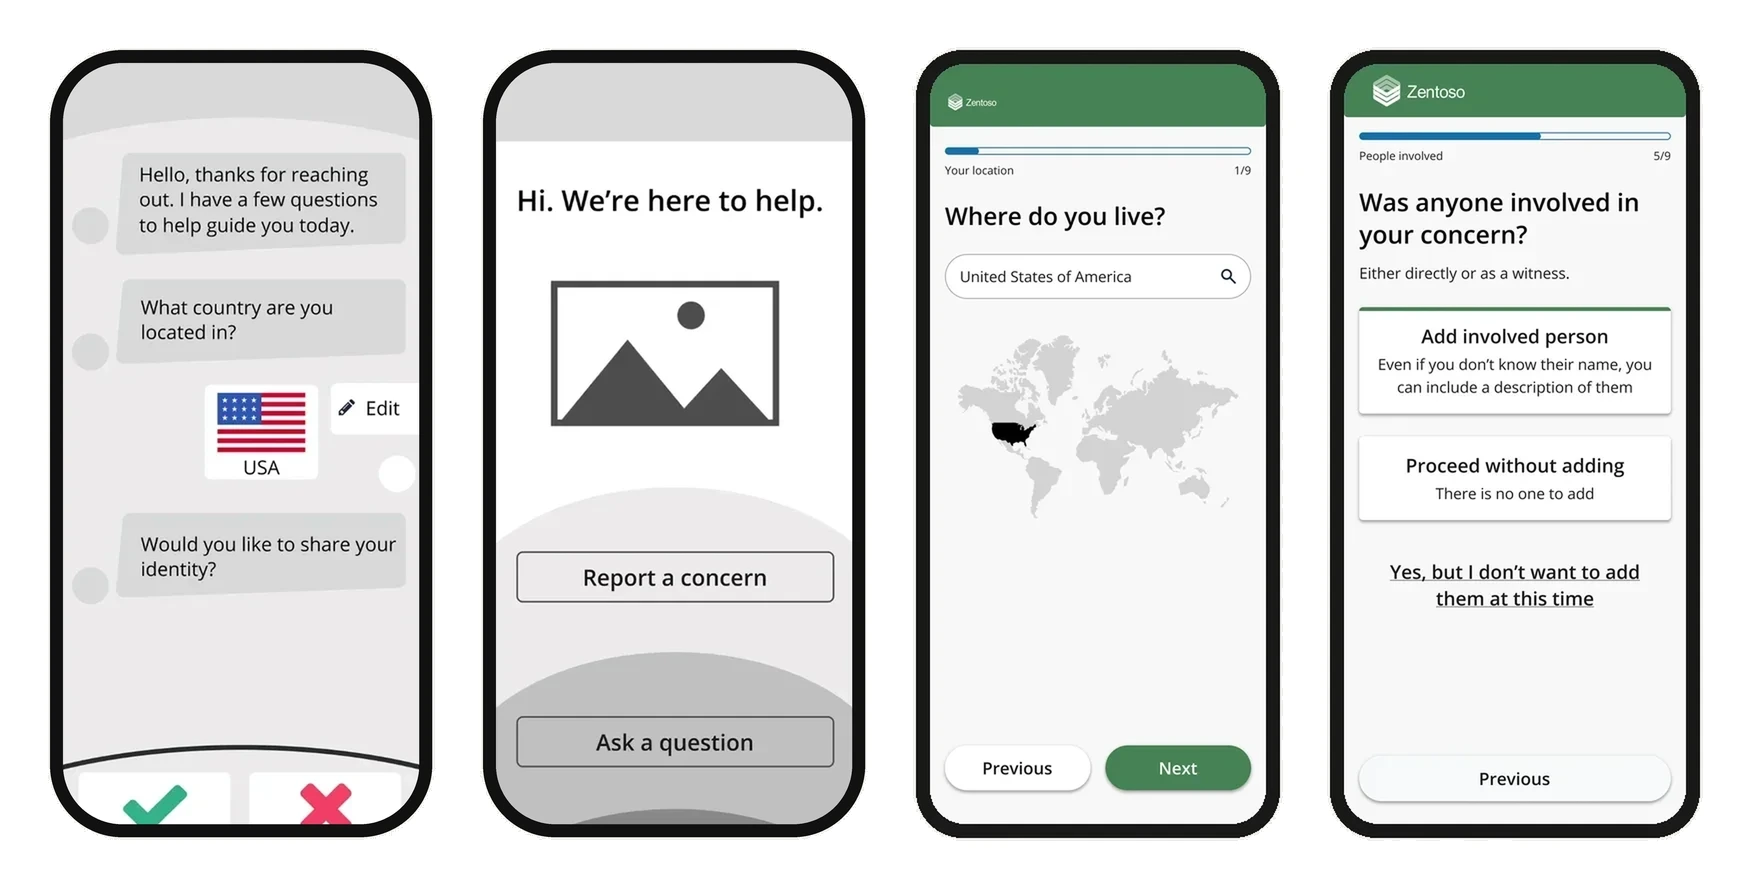 Hello, thanks for reaching
out. I have a few questions
to help guide you today.
What country are you
located in?
Edit
USA
Would you like to share your
identity?
Hi. We’re here to help.
Report a concern
Ask a question
Zentoso
Your location 1/9
Where do you live?
United States of America
Previous Next
Zentoso
People involved 5/9
Was anyone involved in
your concern?
Either directly or as a witness.
Add involved person
Even if you don’t know their name, you
can include a description of them
Proceed without adding
There is no one to add
Yes, but I don’t want to add
them at this time
Previous